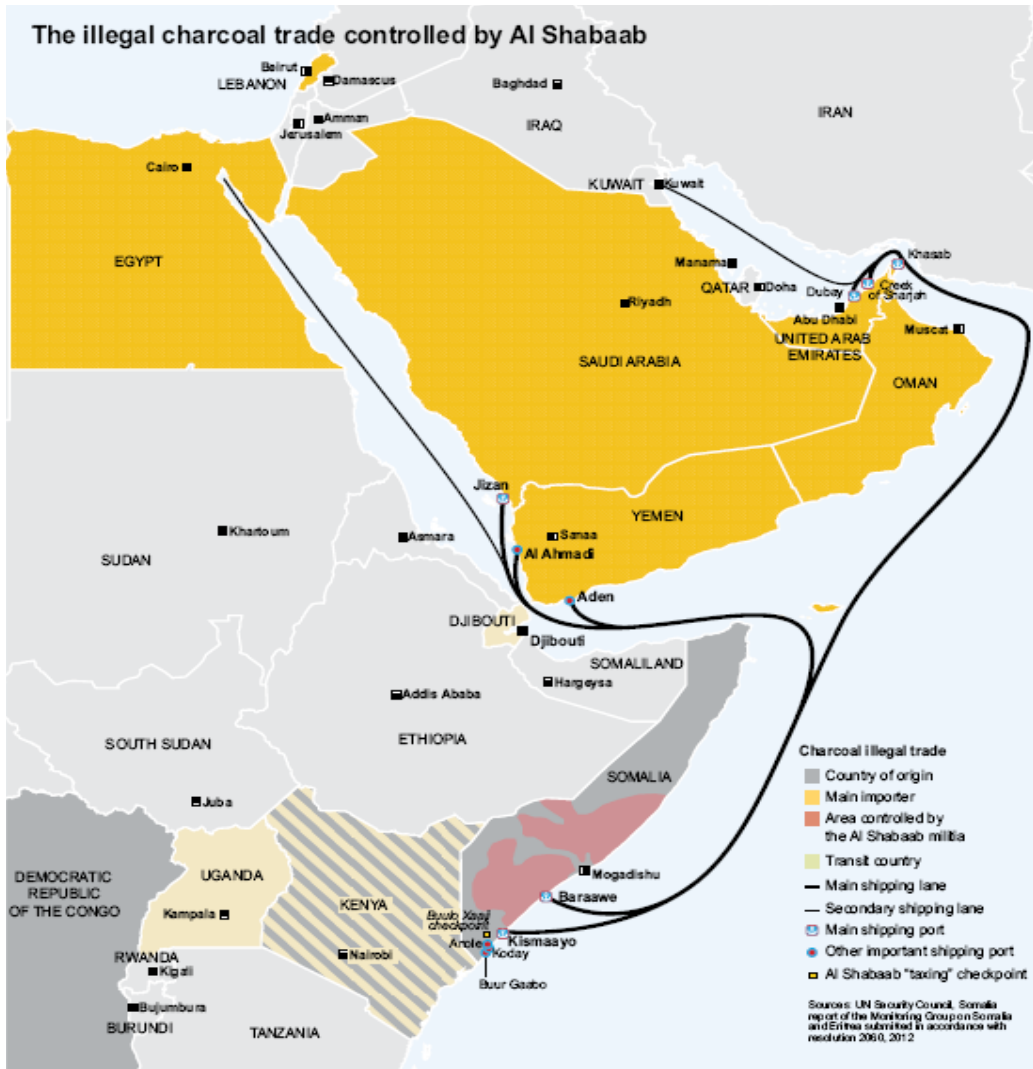 The illegal charcoal trade controlled by Al Shabaab
Beirut
LEBANON
Damascus
Baghdad
IRAN
Amman
IRAQ
Jerusalem
Cairo
KUWAIT
Kuwait
EGYPT
Khasab
Manama
QATAR
Doha
Dubay
Creek
of Sharjah
Riyadh
Abu Dhabi
Muscat
UNITED ARAB
EMIRATES
SAUDI ARABIA
OMAN
Jizan
YEMEN
Khartoum
Asmara
Sanaa
SUDAN
Al Ahmadi
Aden
DJIBOUTI
Djibouti
SOMALILAND
Hargeysa
Addis Ababa
ETHIOPIA
SOUTH SUDAN
SOMALIA
Juba
Mogadishu
UGANDA
DEMOCRATIC
REPUBLIC
OF THE CONGO
KENYA
Baraawe
Kampala
Buulo Xaaji
checkpoint
Kismaayo
Anole
Koday
Nairobi
RWANDA
Kigali
Buur Gaabo
Bujumbura
BURUNDI
TANZANIA
Charcoal illegal trade
Country of origin
Main importer
Area controlled by
the Al Shabaab militia
Transit country
Main shipping lane
Secondary shipping lane
Main shipping port
Other important shipping port
Al Shabaab "taxing" checkpoint
Sources: UN Security Council, Somalia
report of the Monitoring Group on Somalia
and Eritrea submitted in accordance with
resolution 2060, 2012